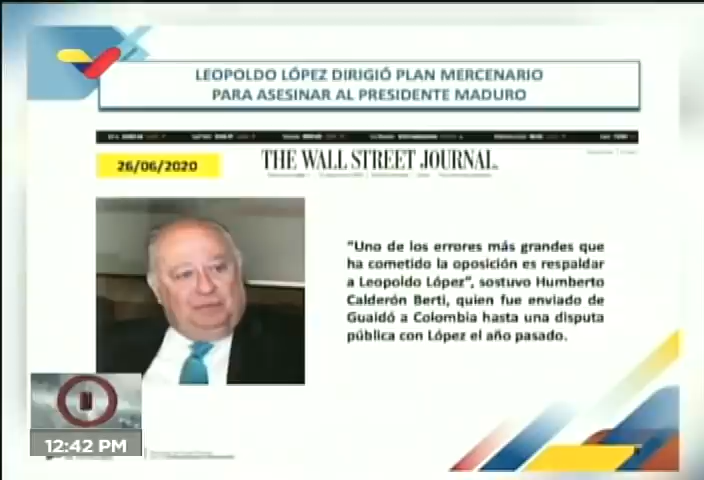 LEOPOLDO LÓPEZ DIRIGIÓ PLAN MERCENARIO
PARA ASESINAR AL PRESIDENTE MADURO
26/06/2020
THE WALL STREET JOURNAL.
"Uno de los errores más grandes que
ha cometido la oposición es respaldar
a Leopoldo López", sostuvo Humberto
Calderón Berti, quien fue enviado de
Guaidó a Colombia hasta una disputa
pública con López el año pasado.
12:42 PM